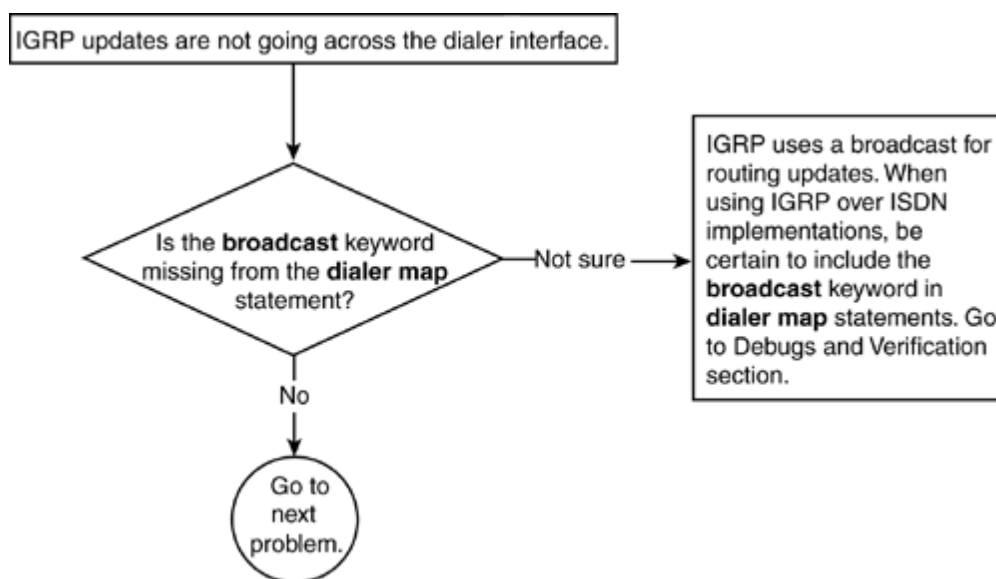 IGRP updates are not going across the dialer interface.
Is the broadcast keyword
missing from the dialer map
statement?
Not sure
IGRP uses a broadcast for
routing updates. When
using IGRP over ISDN
implementations, be
certain to include the
broadcast keyword in
dialer map statements. Go
to Debugs and Verification
section.
No
Go to
next
problem.